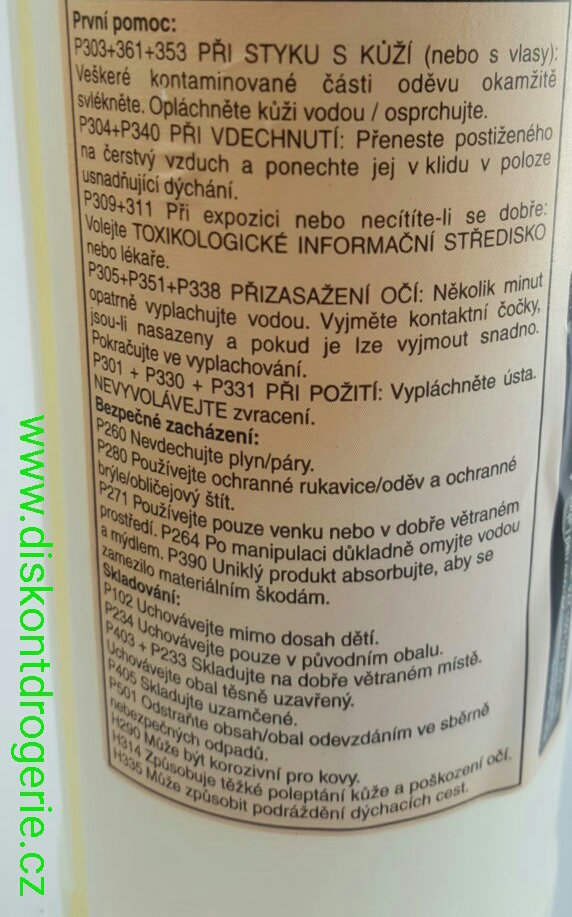 První pomoc:
P303+361+353 PŘI STYKU S KŮŽÍ (nebo s vlasy):
Veškeré kontaminované části oděvu okamžitě
svlékněte. Opláchněte kůži vodou / osprchujte.
P304+P340 PŘI VDECHNUTÍ: Přeneste postiženého
na čerstvý vzduch a ponechte jej v klidu v poloze
usnadňující dýchání.
P309+311 Při expozici nebo necítíte-li se dobře:
Volejte TOXIKOLOGICKÉ INFORMAČNÍ STŘEDISKO
nebo lékaře.
P305+P351+P338 PŘIZASAŽENÍ OČÍ: Několik minut
opatrně vyplachujte vodou. Vyjměte kontaktní čočky,
jsou-li nasazeny a pokud je lze vyjmout snadno.
Pokračujte ve vyplachování.
P301 + P330 + P331 PŘI POŽITÍ: Vypláchněte ústa.
NEVYVOLÁVEJTE zvracení.
Bezpečné zacházení:
P260 Nevdechujte plyn/páry.
P280 Používejte ochranné rukavice/oděv a ochranné
brýle/obličejový štít.
P271 Používejte pouze venku nebo v dobře větraném
prostředí. P264 Po manipulaci důkladně omyjte vodou
a mýdlem. P390 Uniklý produkt absorbujte, aby se
zamezilo materiálním škodám.
Skladování:
P102 Uchovávejte mimo dosah dětí.
P234 Uchovávejte pouze v původním obalu.
P403 + P233 Skladujte na dobře větraném místě.
Uchovávejte obal těsně uzavřený.
P405 Skladujte uzamčené.
P501 Odstraňte obsah/obal odevzdáním ve sběrně
nebezpečných odpadů.
H290 Může být korozivní pro kovy.
H314 Způsobuje těžké poleptání kůže a poškození očí.
H335 Může způsobit podráždění dýchacích cest.
www.diskontdrogerie.cz